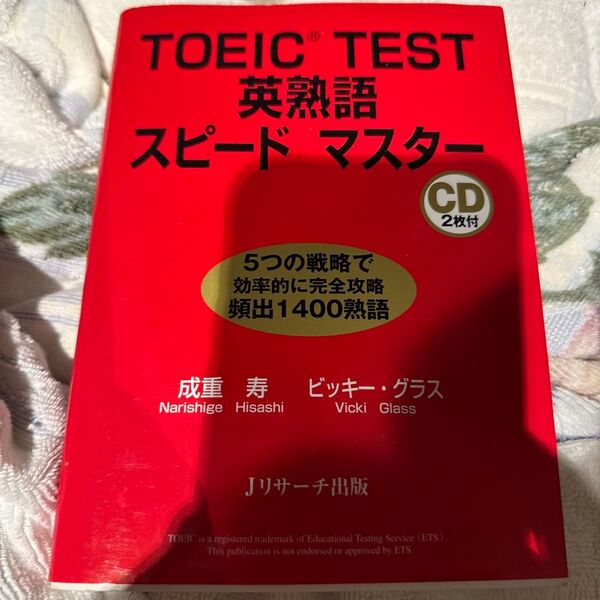 TOEIC® TEST
英熟語
スピード マスター
CD
2枚付
5つの戦略で
効率的に完全攻略
頻出1400熟語
成重 寿 ビッキー・グラス
Narishige Hisashi Vicki Glass
Jリサーチ出版
TOEIC is a registered trademark of Educational Testing Service (ETS).
This publication is not endorsed or approved by ETS.